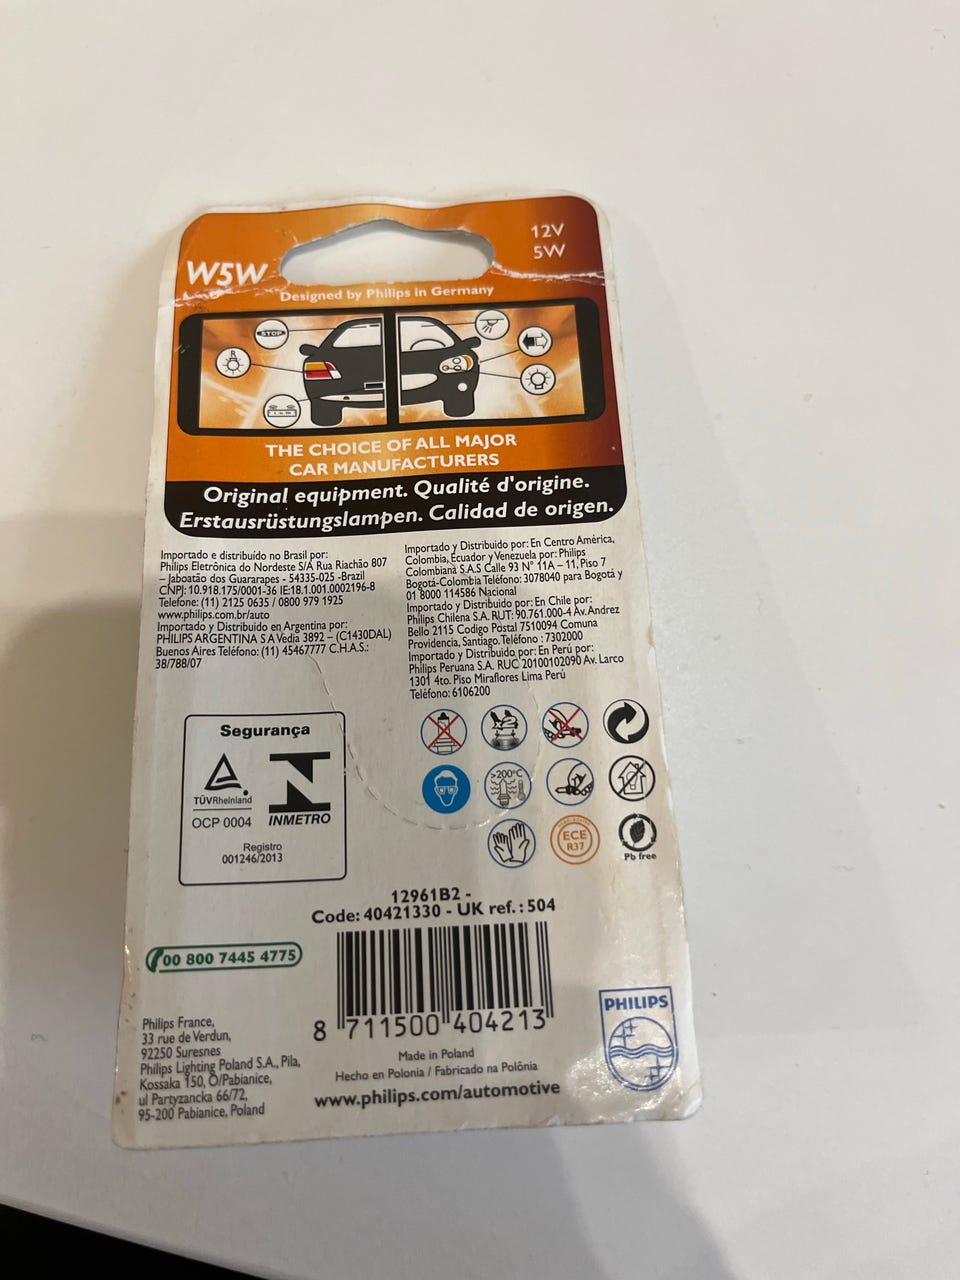 W5W
12V
5W
Designed by Philips in Germany
STOP
R
THE CHOICE OF ALL MAJOR
CAR MANUFACTURERS
Original equipment. Qualité d'origine.
Erstausrüstungslampen. Calidad de origen.
Importado e distribuído no Brasil por:
Philips Eletrônica do Nordeste S/A Rua Riachão 807
– Jaboatão dos Guararapes - 54335-025 -Brazil
CNPJ: 10.918.175/0001-36 IE:18.1.001.0002196-8
Telefone: (11) 2125 0635 / 0800 979 1925
www.philips.com.br/auto
Importado y Distribuido en Argentina por:
PHILIPS ARGENTINA S A Vedia 3892 – (C1430DAL)
Buenos Aires Teléfono: (11) 45467777 C.H.A.S.:
38/788/07
Importado y Distribuido por: En Centro América,
Colombia, Ecuador y Venezuela por: Philips
Colombiana S.A.S Calle 93 N° 11A – 11, Piso 7
Bogotá-Colombia Teléfono: 3078040 para Bogotá y
01 8000 114586 Nacional
Importado y Distribuido por: En Chile por:
Philips Chilena S.A. RUT: 90.761.000-4 Av. Andrez
Bello 2115 Codigo Postal 7510094 Comuna
Providencia, Santiago. Teléfono : 7302000
Importado y Distribuido por: En Perú por:
Philips Peruana S.A. RUC 20100102090 Av. Larco
1301 4to. Piso Miraflores Lima Perú
Teléfono: 6106200
Segurança
TÜVRheinland
OCP 0004
INMETRO
Registro
001246/2013
>200°C
ECE
R37
Pb free
12961B2 -
Code: 40421330 - UK ref.: 504
00 800 7445 4775
8 711500 404213
Made in Poland
Hecho en Polonia / Fabricado na Polônia
www.philips.com/automotive
Philips France,
33 rue de Verdun,
92250 Suresnes
Philips Lighting Poland S.A., Pila,
Kossaka 150, O/Pabianice,
ul Partyzancka 66/72,
95-200 Pabianice, Poland
PHILIPS